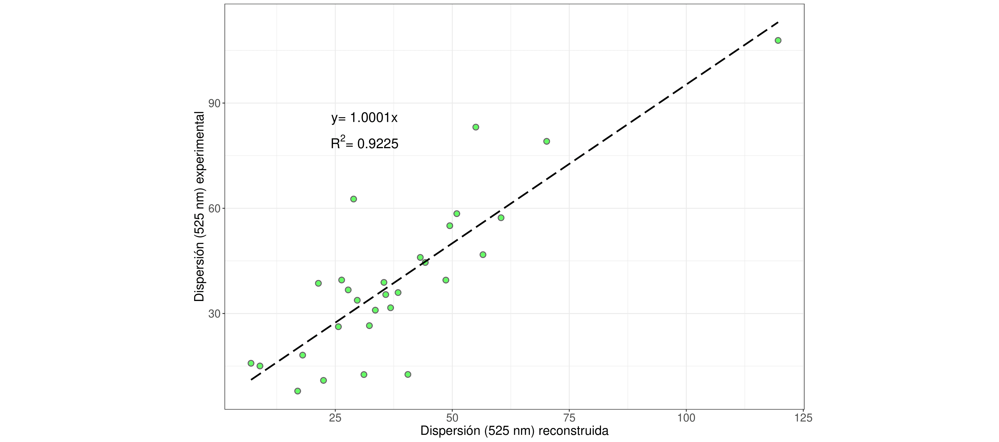 Dispersión (525 nm) experimental
90
60
30
y= 1.0001x
R²= 0.9225
25 50 75 100 125
Dispersión (525 nm) reconstruida